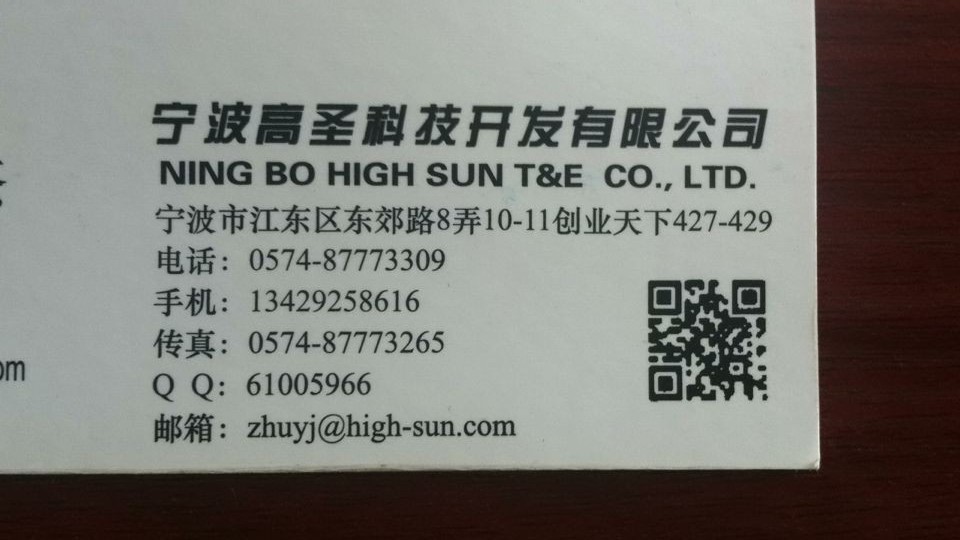 宁波高圣科技开发有限公司
NING BO HIGH SUN T&E CO., LTD.
宁波市江东区东郊路8弄10-11创业天下427-429
电话：0574-87773309
手机：13429258616
传真：0574-87773265
Q Q：61005966
邮箱：zhuyj@high-sun.com
om